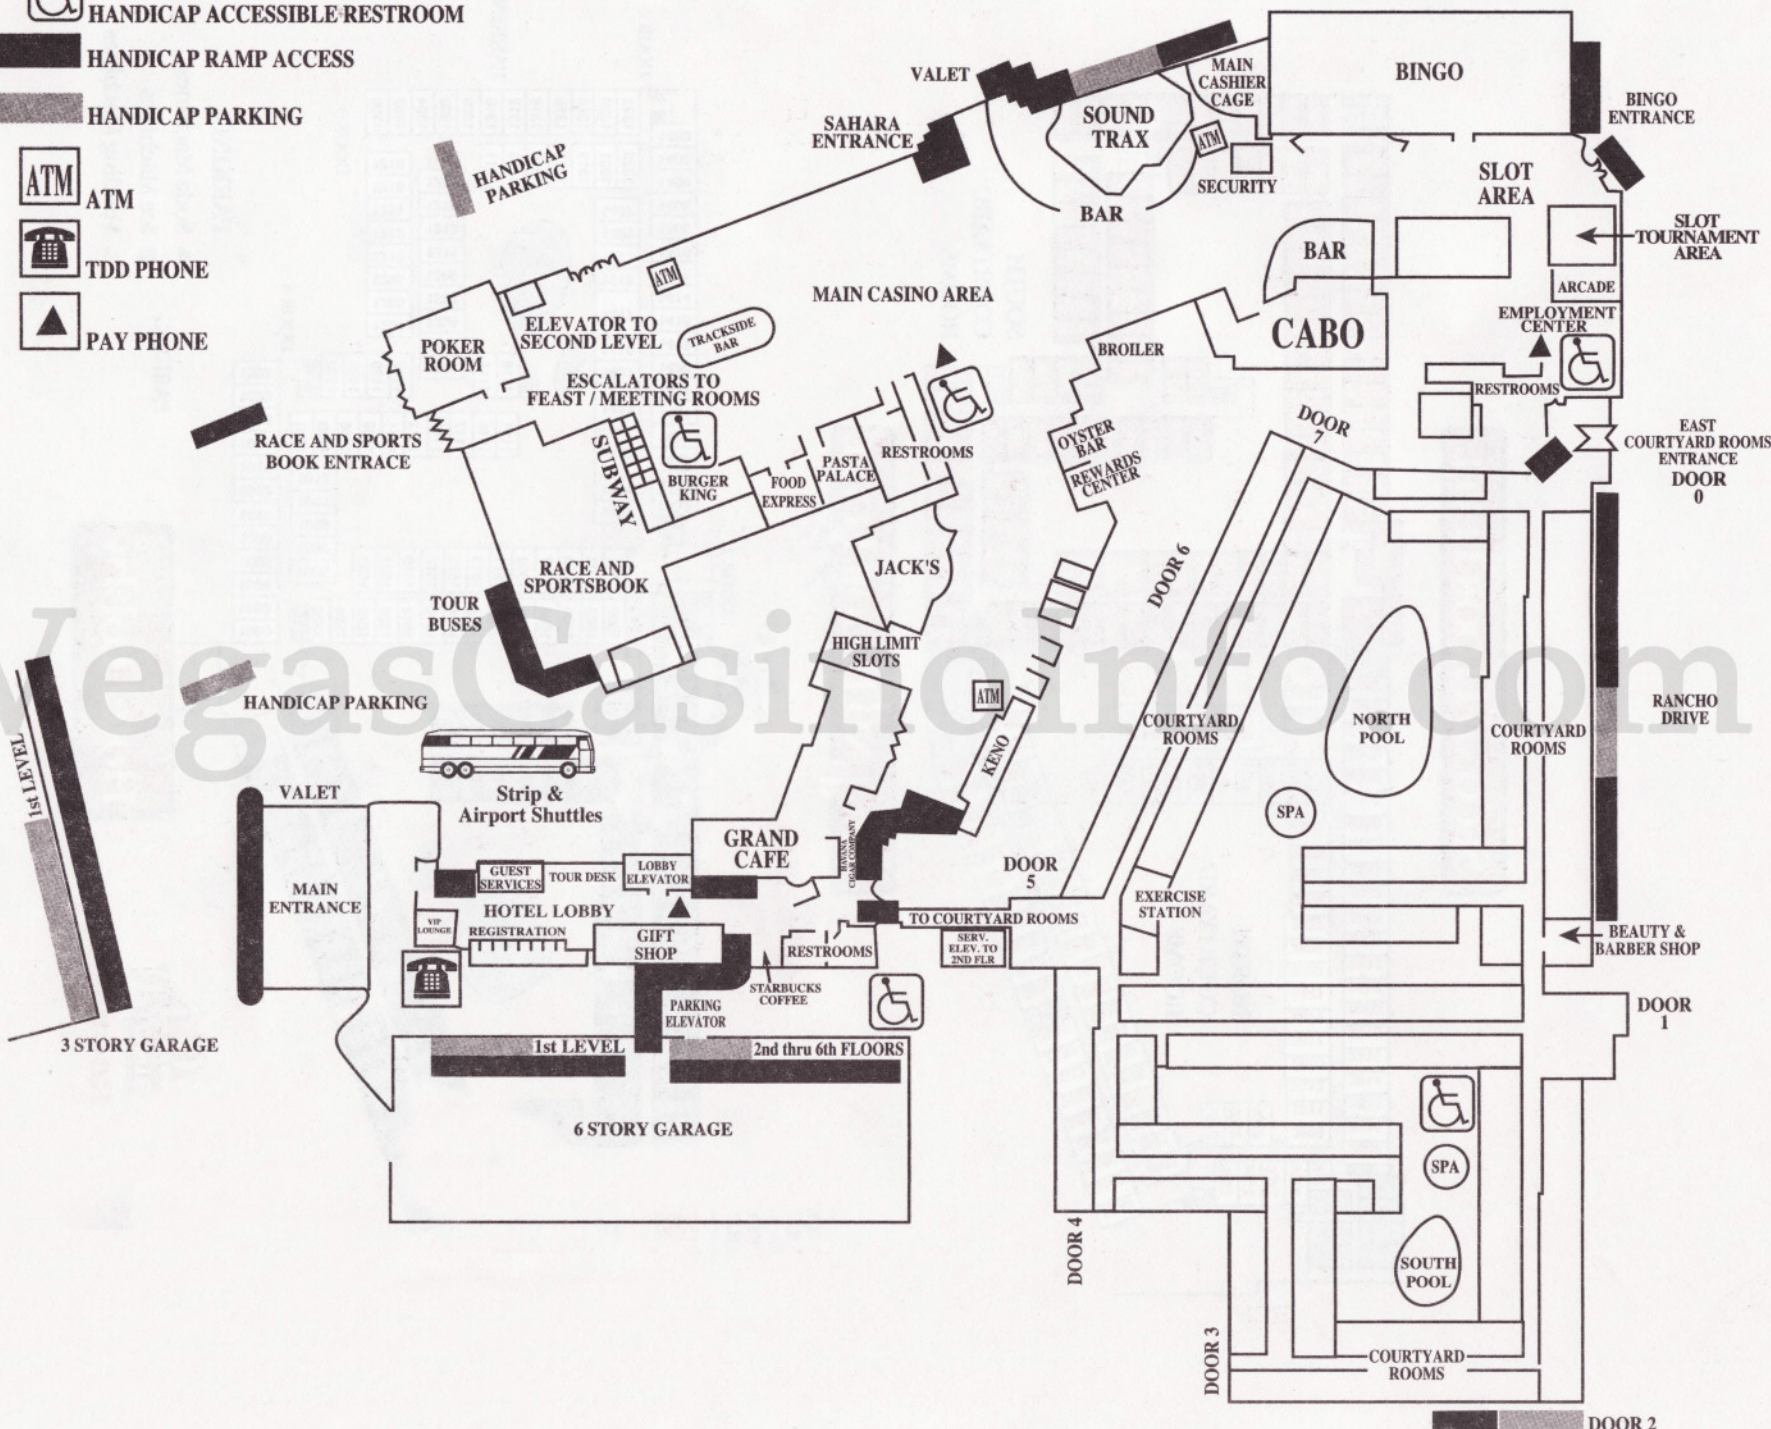 HANDICAP ACCESSIBLE RESTROOM
HANDICAP RAMP ACCESS
HANDICAP PARKING
ATM
ATM
TDD PHONE
PAY PHONE
HANDICAP
PARKING
VALET
SAHARA
ENTRANCE
SOUND
TRAX
MAIN
CASHIER
CAGE
ATM
SECURITY
BAR
BINGO
BINGO
ENTRANCE
SLOT
AREA
SLOT
TOURNAMENT
AREA
BAR
CABO
ARCADE
EMPLOYMENT
CENTER
RESTROOMS
EAST
COURTYARD ROOMS
ENTRANCE
DOOR
0
MAIN CASINO AREA
ATM
ELEVATOR TO
SECOND LEVEL
TRACKSIDE
BAR
POKER
ROOM
ESCALATORS TO
FEAST / MEETING ROOMS
BROILER
OYSTER
BAR
REWARDS
CENTER
DOOR
7
RACE AND SPORTS
BOOK ENTRACE
SUBWAY
BURGER
KING
FOOD
EXPRESS
PASTA
PALACE
RESTROOMS
JACK'S
RACE AND
SPORTSBOOK
TOUR
BUSES
HIGH LIMIT
SLOTS
DOOR 6
VegasCasinoInfo.com
HANDICAP PARKING
1st LEVEL
ATM
KENO
COURTYARD
ROOMS
NORTH
POOL
COURTYARD
ROOMS
RANCHO
DRIVE
SPA
Strip &
Airport Shuttles
VALET
MAIN
ENTRANCE
GRAND
CAFE
HAVANA
CIGAR COMPANY
GUEST
SERVICES
TOUR DESK
LOBBY
ELEVATOR
HOTEL LOBBY
VIP
LOUNGE
REGISTRATION
GIFT
SHOP
STARBUCKS
COFFEE
RESTROOMS
DOOR
5
TO COURTYARD ROOMS
SERV.
ELEV. TO
2ND FLR
EXERCISE
STATION
BEAUTY &
BARBER SHOP
PARKING
ELEVATOR
3 STORY GARAGE
1st LEVEL
2nd thru 6th FLOORS
6 STORY GARAGE
DOOR
1
SPA
SOUTH
POOL
DOOR 4
DOOR 3
COURTYARD
ROOMS
DOOR 2